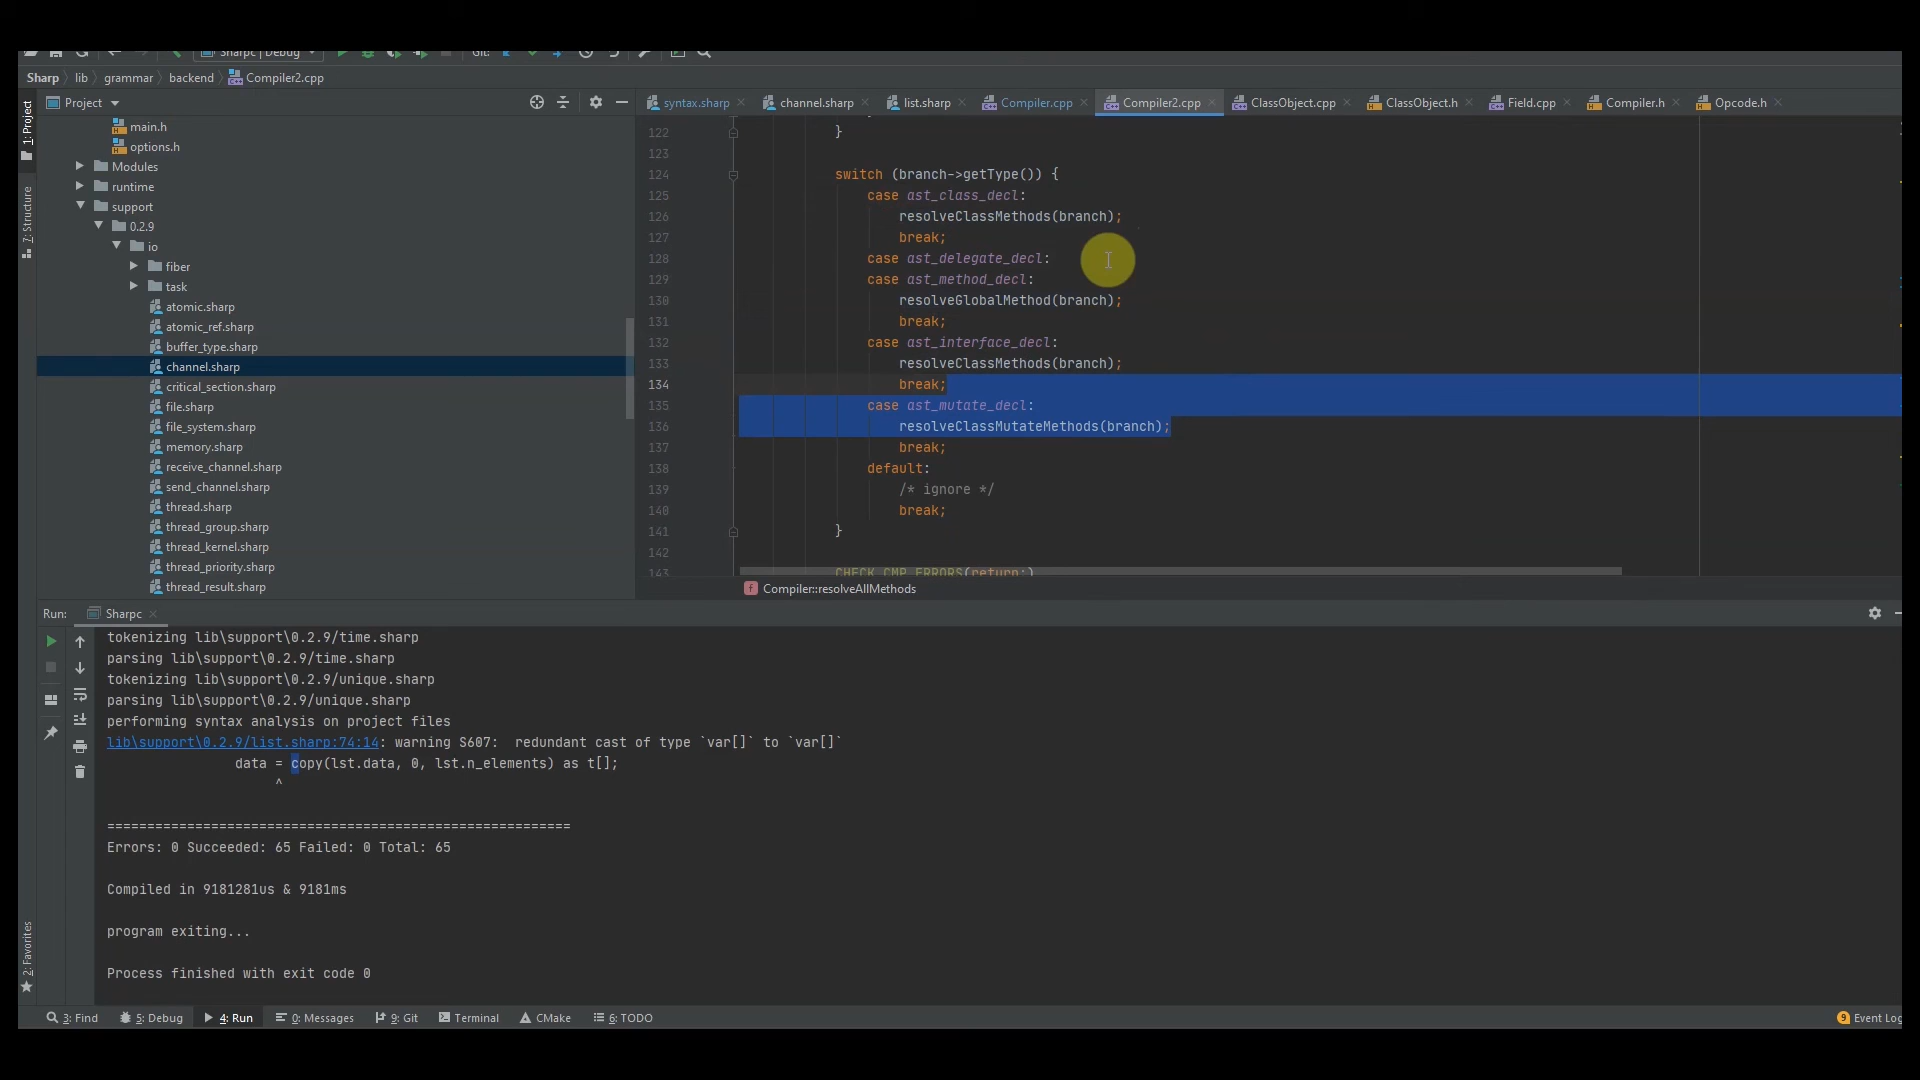 Sharpc | Debug
Git:
Sharp
lib
grammar
backend
Compiler2.cpp
Project
syntax.sharp
channel.sharp
list.sharp
Compiler.cpp
Compiler2.cpp
ClassObject.cpp
ClassObject.h
Field.cpp
Compiler.h
Opcode.h
1: Project
7: Structure
2: Favorites
main.h
options.h
Modules
runtime
support
0.2.9
io
fiber
task
atomic.sharp
atomic_ref.sharp
buffer_type.sharp
channel.sharp
critical_section.sharp
file.sharp
file_system.sharp
memory.sharp
receive_channel.sharp
send_channel.sharp
thread.sharp
thread_group.sharp
thread_kernel.sharp
thread_priority.sharp
thread_result.sharp
122 }
123
124 switch (branch->getType()) {
125 case ast_class_decl:
126 resolveClassMethods(branch);
127 break;
128 case ast_delegate_decl:
129 case ast_method_decl:
130 resolveGlobalMethod(branch);
131 break;
132 case ast_interface_decl:
133 resolveClassMethods(branch);
134 break;
135 case ast_mutate_decl:
136 resolveClassMutateMethods(branch);
137 break;
138 default:
139 /* ignore */
140 break;
141 }
142
143 CHECK_CMP_ERRORS(return;)
Compiler::resolveAllMethods
Run:
Sharpc
tokenizing lib\support\0.2.9/time.sharp
parsing lib\support\0.2.9/time.sharp
tokenizing lib\support\0.2.9/unique.sharp
parsing lib\support\0.2.9/unique.sharp
performing syntax analysis on project files
lib\support\0.2.9/list.sharp:74:14: warning S607:  redundant cast of type `var[]` to `var[]`
data = copy(lst.data, 0, lst.n_elements) as t[];
^
==========================================================
Errors: 0 Succeeded: 65 Failed: 0 Total: 65
Compiled in 9181281us & 9181ms
program exiting...
Process finished with exit code 0
3: Find
5: Debug
4: Run
0: Messages
9: Git
Terminal
CMake
6: TODO
9 Event Log